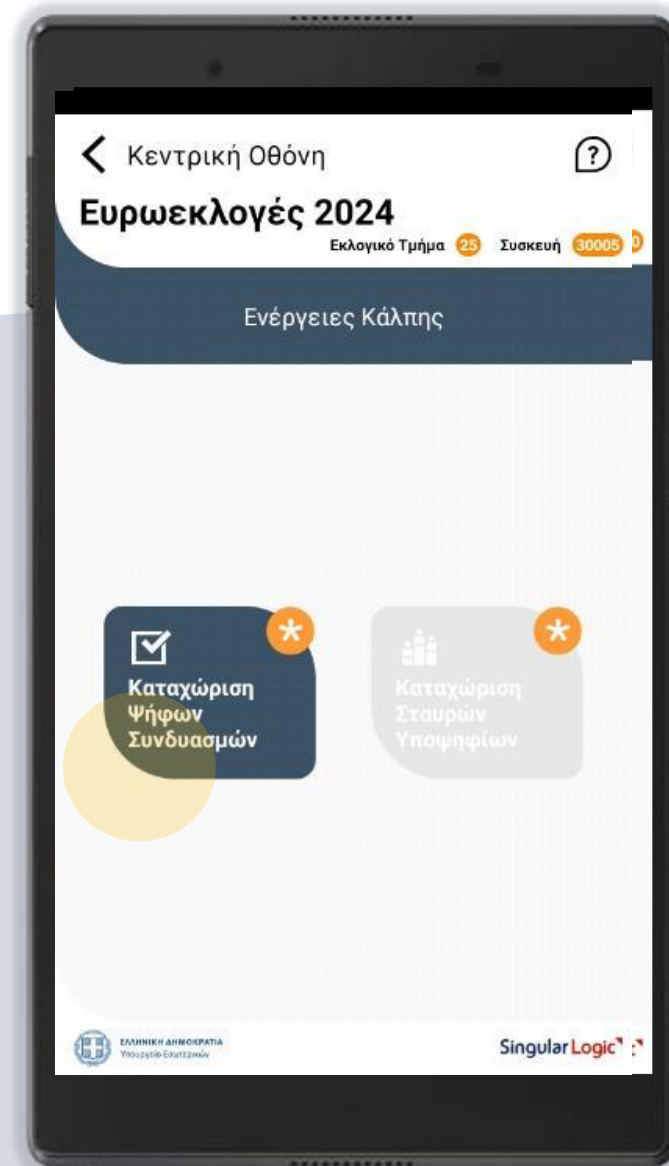 Κεντρική Οθόνη
Ευρωεκλογές 2024
Εκλογικό Τμήμα 25 Συσκευή 30005
Ενέργειες Κάλπης
Καταχώριση
Ψήφων
Συνδυασμών
Καταχώριση
Σταυρών
Υποψηφίων
ΕΛΛΗΝΙΚΗ ΔΗΜΟΚΡΑΤΙΑ
Υπουργείο Εσωτερικών
SingularLogic